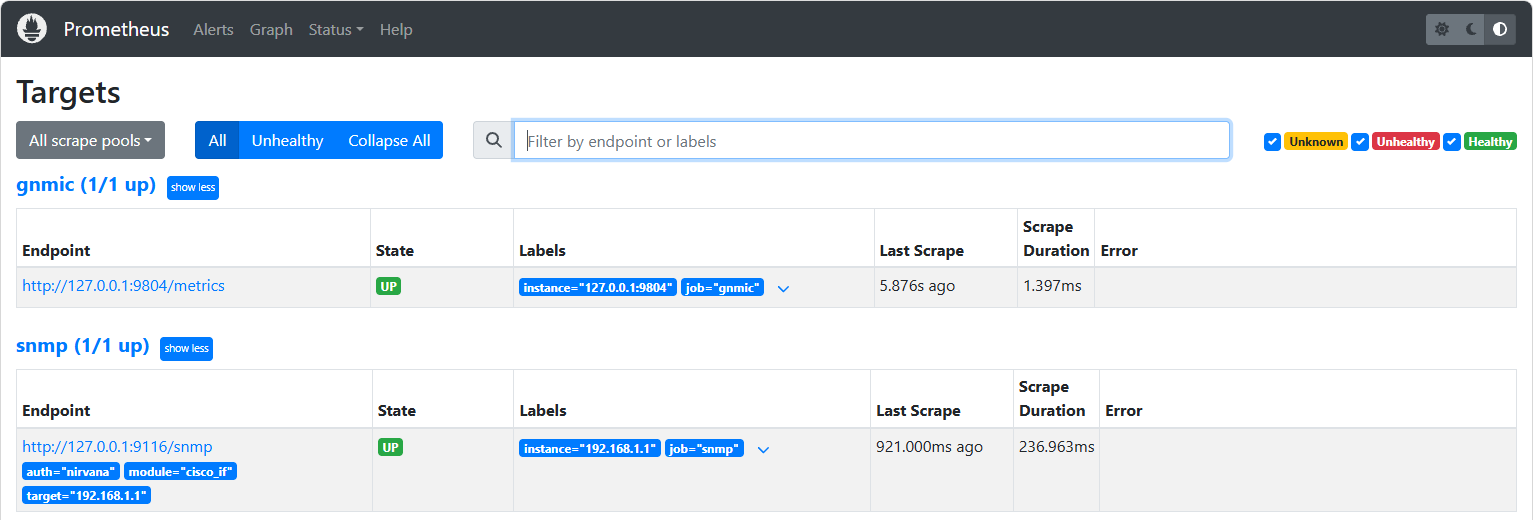 Prometheus Alerts Graph Status Help
Targets
All scrape pools All Unhealthy Collapse All Filter by endpoint or labels Unknown Unhealthy Healthy
gnmic (1/1 up) show less
Endpoint State Labels Last Scrape Scrape Duration Error
http://127.0.0.1:9804/metrics UP instance="127.0.0.1:9804" job="gnmic" 5.876s ago 1.397ms
snmp (1/1 up) show less
Endpoint State Labels Last Scrape Scrape Duration Error
http://127.0.0.1:9116/snmp UP instance="192.168.1.1" job="snmp" 921.000ms ago 236.963ms
auth="nirvana" module="cisco_if"
target="192.168.1.1"